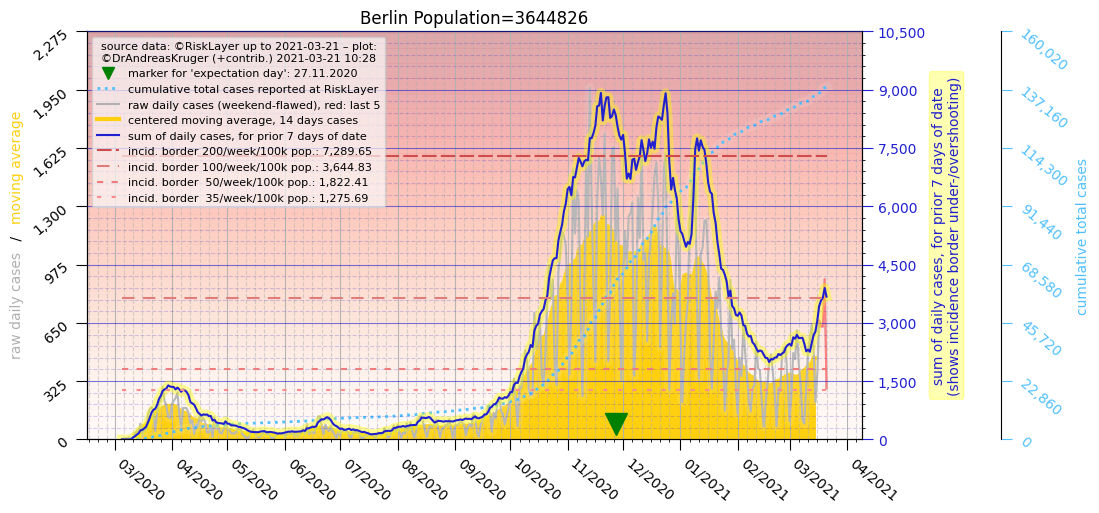 Berlin Population=3644826
source data: ©RiskLayer up to 2021-03-21 – plot:
©DrAndreasKruger (+contrib.) 2021-03-21 10:28
marker for 'expectation day': 27.11.2020
cumulative total cases reported at RiskLayer
raw daily cases (weekend-flawed), red: last 5
centered moving average, 14 days cases
sum of daily cases, for prior 7 days of date
incid. border 200/week/100k pop.: 7,289.65
incid. border 100/week/100k pop.: 3,644.83
incid. border  50/week/100k pop.: 1,822.41
incid. border  35/week/100k pop.: 1,275.69
raw daily cases / moving average
2,275
1,950
1,625
1,300
975
650
325
0
03/2020
04/2020
05/2020
06/2020
07/2020
08/2020
09/2020
10/2020
11/2020
12/2020
01/2021
02/2021
03/2021
04/2021
10,500
9,000
7,500
6,000
4,500
3,000
1,500
0
sum of daily cases, for prior 7 days of date
(shows incidence border under-/overshooting)
160,020
137,160
114,300
91,440
68,580
45,720
22,860
0
cumulative total cases